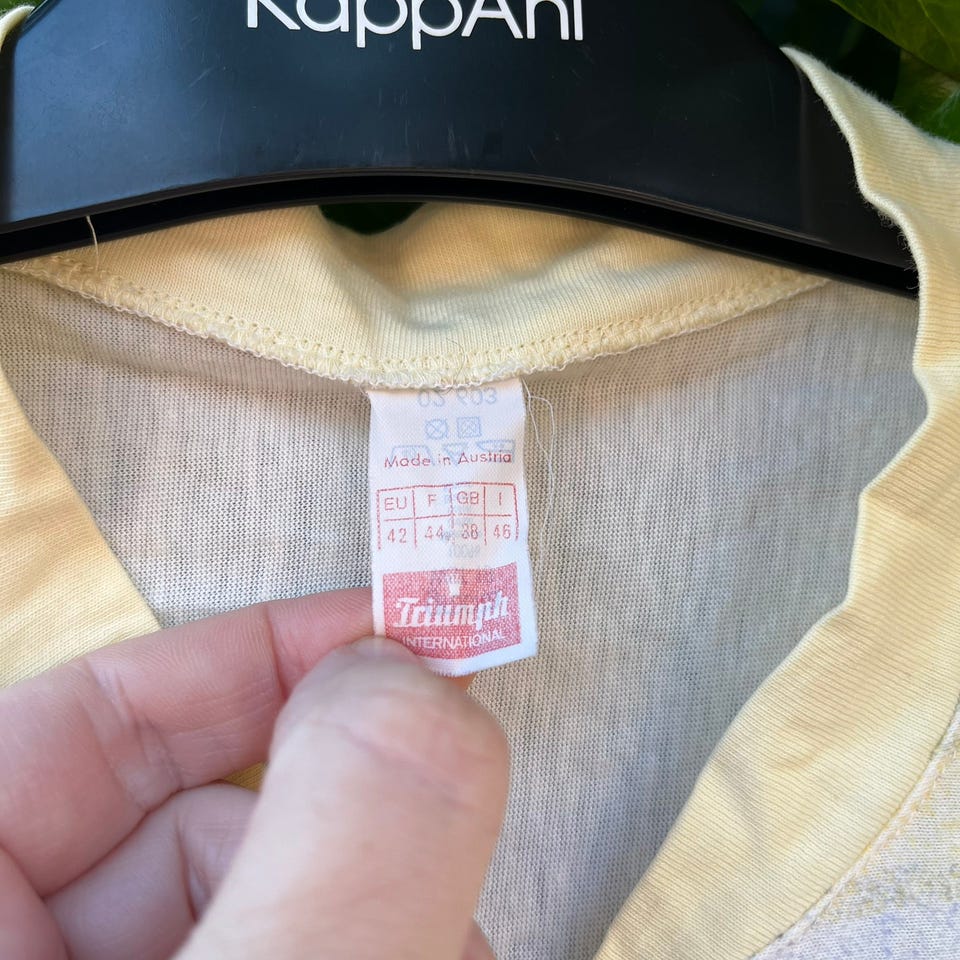 KappAhl
Made in Austria
EU F GB I
42 44 38 46
Triumph
INTERNATIONAL